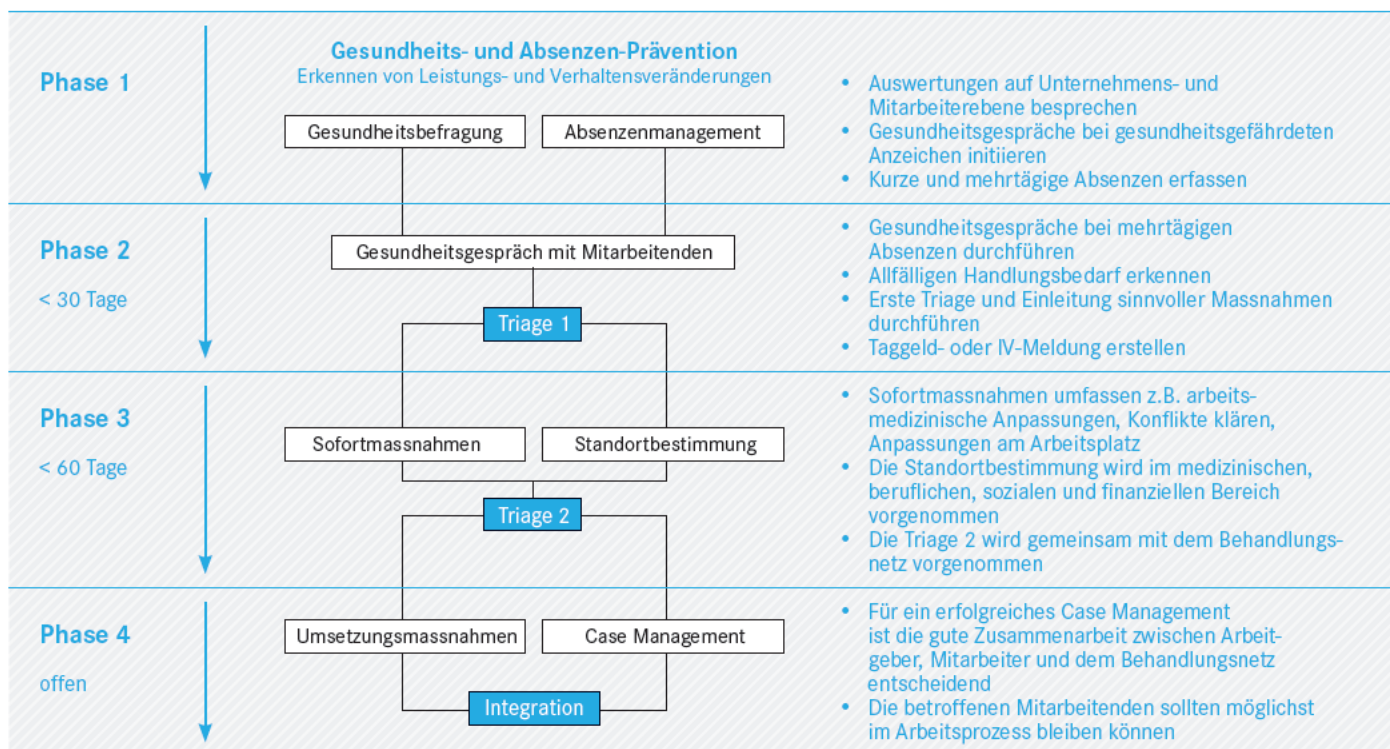 Phase 1
Gesundheits- und Absenzen-Prävention
Erkennen von Leistungs- und Verhaltensveränderungen
Gesundheitsbefragung
Absenzenmanagement
• Auswertungen auf Unternehmens- und
Mitarbeiterebene besprechen
• Gesundheitsgespräche bei gesundheitsgefährdeten
Anzeichen initiieren
• Kurze und mehrtägige Absenzen erfassen
Phase 2
< 30 Tage
Gesundheitsgespräch mit Mitarbeitenden
Triage 1
• Gesundheitsgespräche bei mehrtägigen
Absenzen durchführen
• Allfälligen Handlungsbedarf erkennen
• Erste Triage und Einleitung sinnvoller Massnahmen
durchführen
• Taggeld- oder IV-Meldung erstellen
Phase 3
< 60 Tage
Sofortmassnahmen
Standortbestimmung
Triage 2
• Sofortmassnahmen umfassen z.B. arbeits-
medizinische Anpassungen, Konflikte klären,
Anpassungen am Arbeitsplatz
• Die Standortbestimmung wird im medizinischen,
beruflichen, sozialen und finanziellen Bereich
vorgenommen
• Die Triage 2 wird gemeinsam mit dem Behandlungs-
netz vorgenommen
Phase 4
offen
Umsetzungsmassnahmen
Case Management
Integration
• Für ein erfolgreiches Case Management
ist die gute Zusammenarbeit zwischen Arbeit-
geber, Mitarbeiter und dem Behandlungsnetz
entscheidend
• Die betroffenen Mitarbeitenden sollten möglichst
im Arbeitsprozess bleiben können